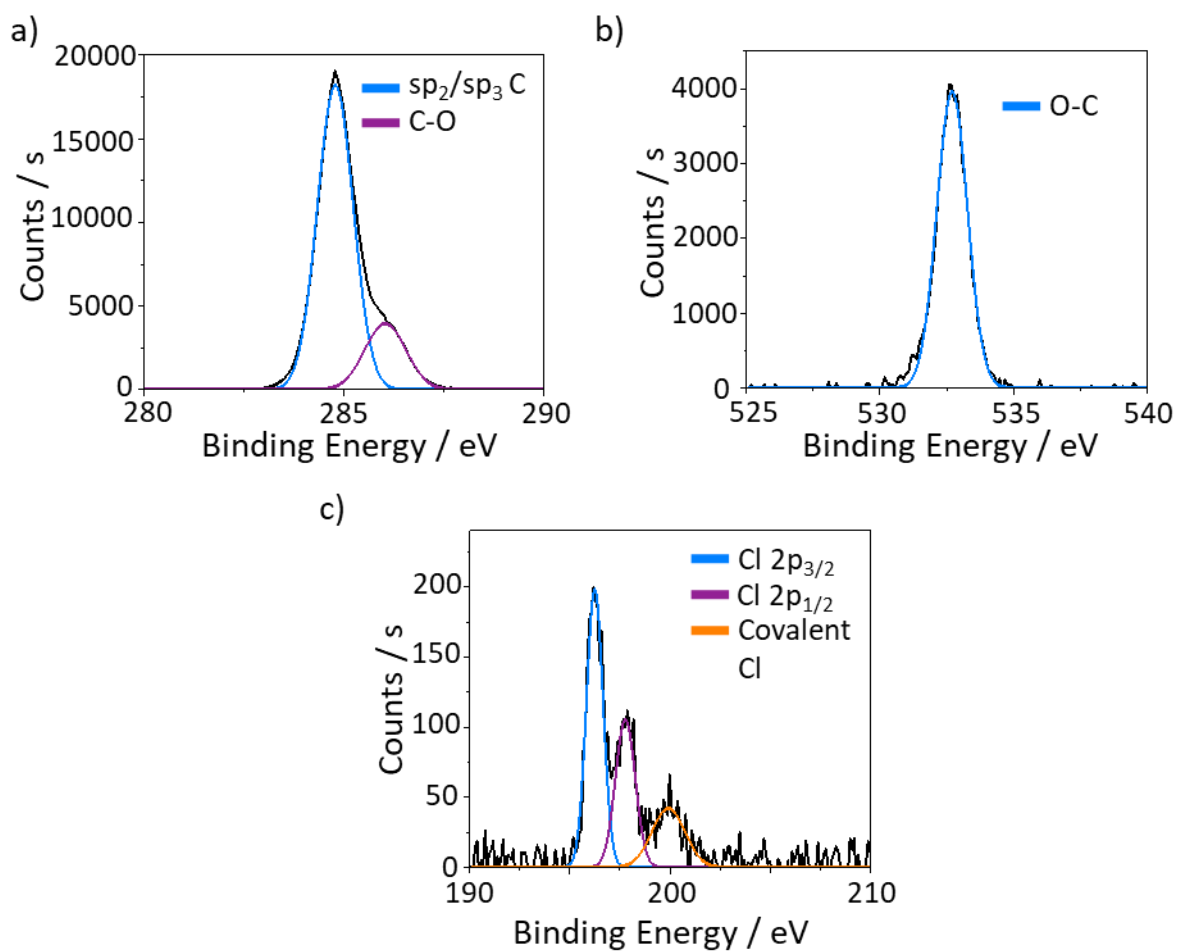 a)
20000
15000
10000
5000
0
Counts / s
sp₂/sp₃ C
C-O
280
285
290
Binding Energy / eV
b)
4000
3000
2000
1000
0
Counts / s
O-C
525
530
535
540
Binding Energy / eV
c)
200
150
100
50
0
Counts / s
Cl 2p₃/₂
Cl 2p₁/₂
Covalent
Cl
190
200
210
Binding Energy / eV